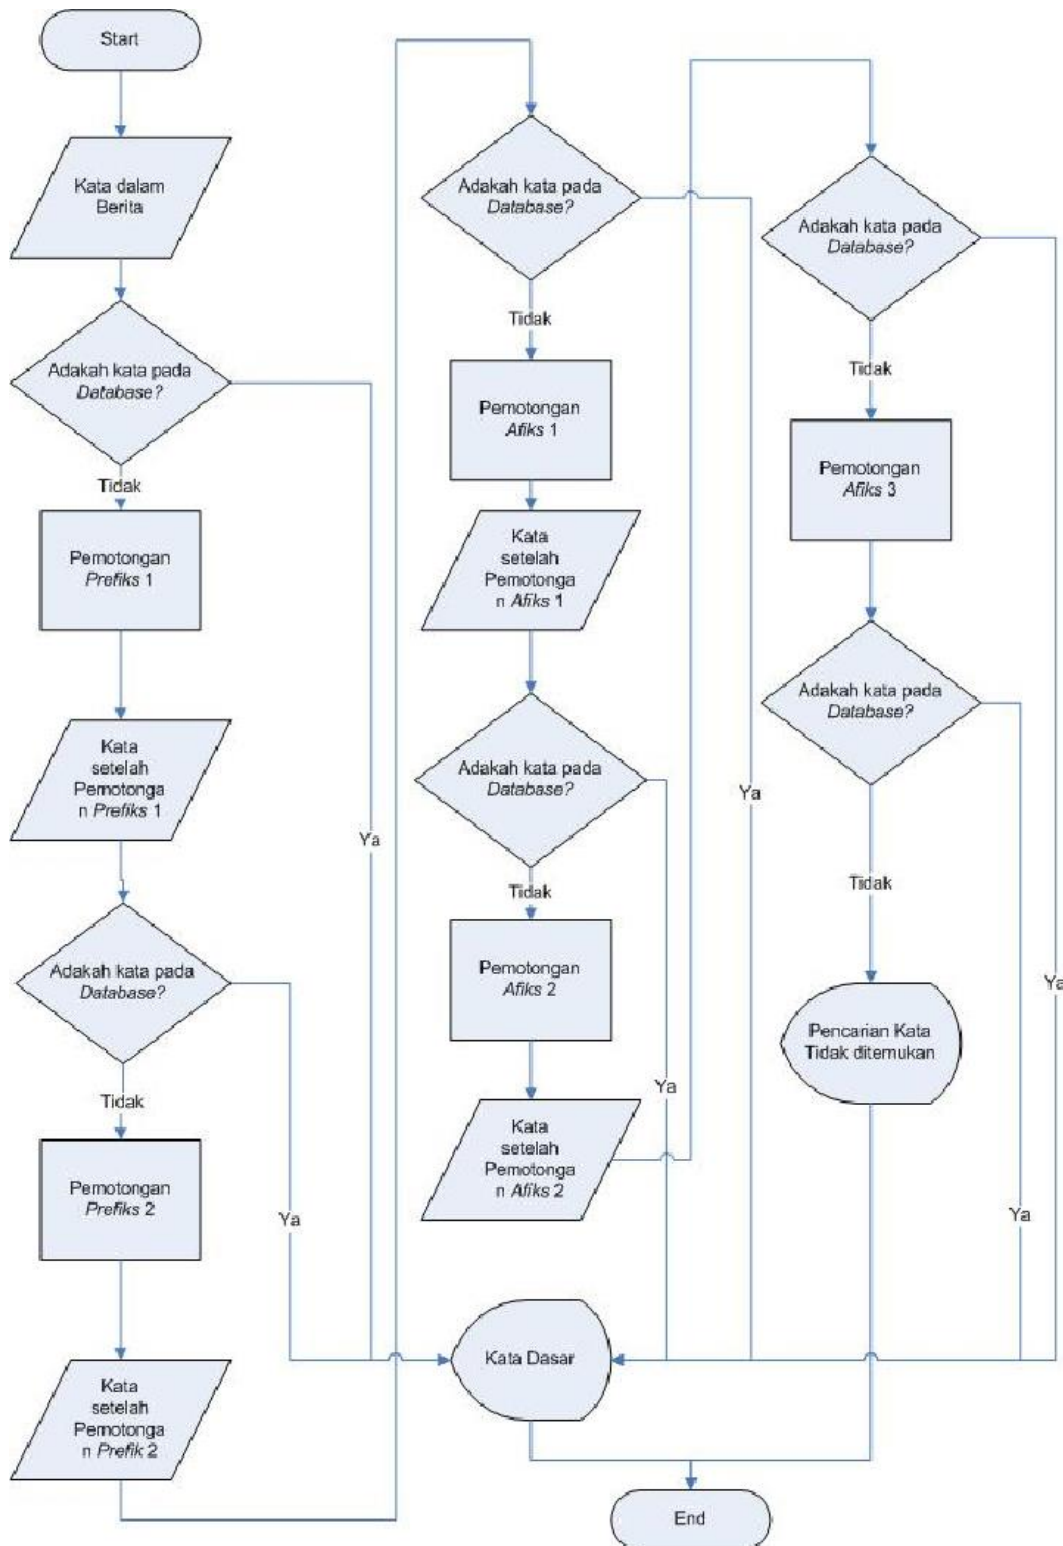 Start
Kata dalam
Berita
Adakah kata pada
Database?
Tidak
Pemotongan
Prefiks 1
Kata
setelah
Pemotonga
n Prefiks 1
Ya
Adakah kata pada
Database?
Tidak
Pemotongan
Prefiks 2
Ya
Kata
setelah
Pemotonga
n Prefik 2
Adakah kata pada
Database?
Tidak
Pemotongan
Afiks 1
Kata
setelah
Pemotonga
n Afiks 1
Adakah kata pada
Database?
Ya
Tidak
Pemotongan
Afiks 2
Ya
Kata
setelah
Pemotonga
n Afiks 2
Kata Dasar
Adakah kata pada
Database?
Tidak
Pemotongan
Afiks 3
Adakah kata pada
Database?
Tidak
Ya
Pencarian Kata
Tidak ditemukan
Ya
End